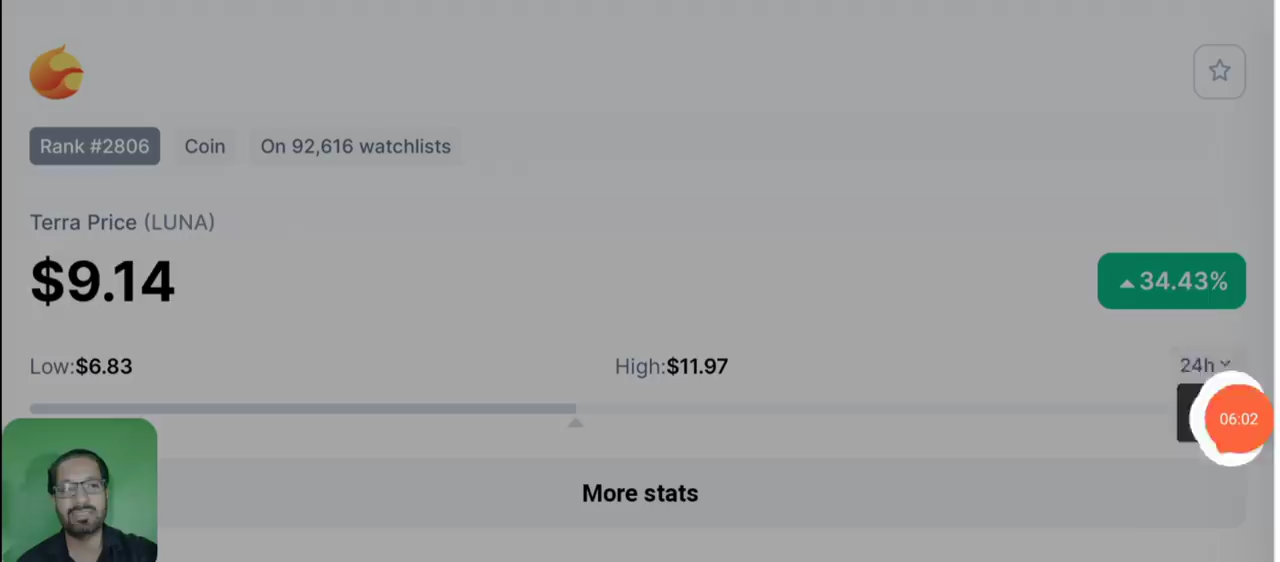 Rank #2806 Coin On 92,616 watchlists
Terra Price (LUNA)
$9.14 34.43%
Low:$6.83 High:$11.97 24h
06:02
More stats